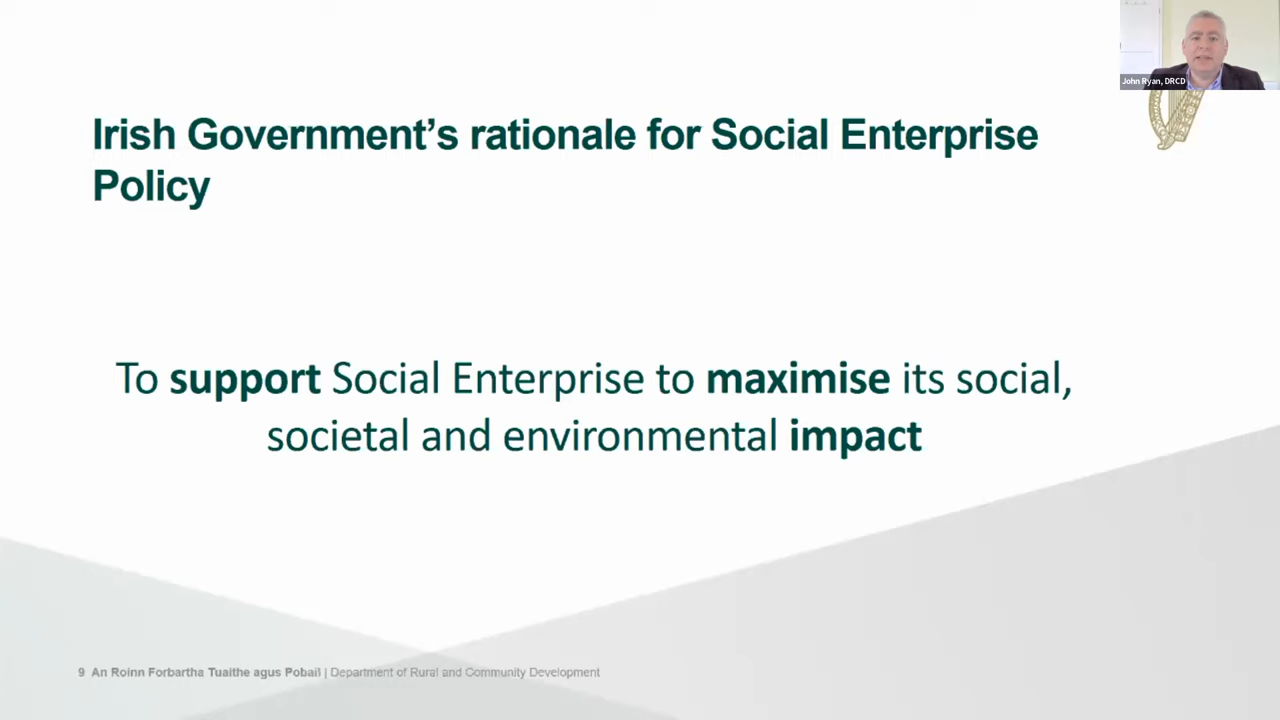 John Ryan, DRCD
Irish Government’s rationale for Social Enterprise
Policy
To support Social Enterprise to maximise its social,
societal and environmental impact
9 An Roinn Forbartha Tuaithe agus Pobail | Department of Rural and Community Development